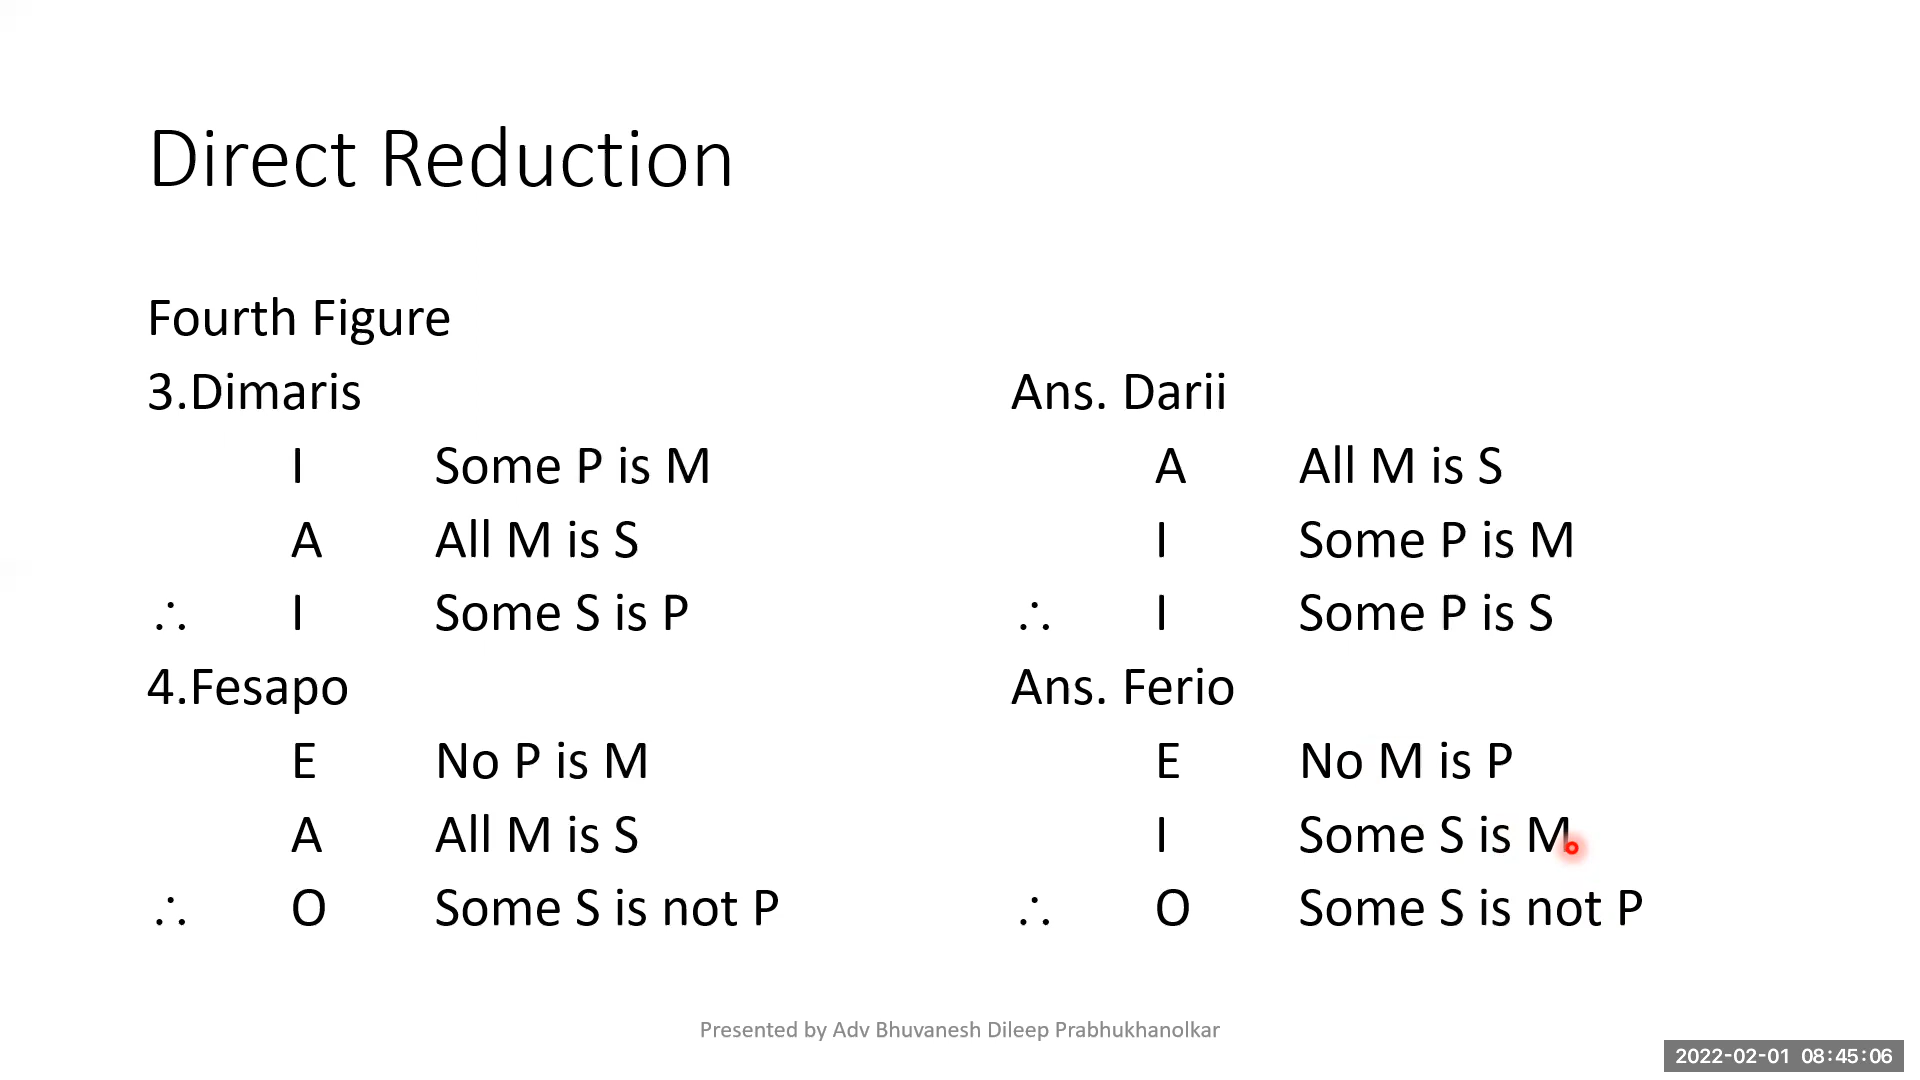 Direct Reduction
Fourth Figure
3.Dimaris Ans. Darii
I Some P is M A All M is S
A All M is S I Some P is M
∴ I Some S is P ∴ I Some P is S
4.Fesapo Ans. Ferio
E No P is M E No M is P
A All M is S I Some S is M
∴ O Some S is not P ∴ O Some S is not P
Presented by Adv Bhuvanesh Dileep Prabhukhanolkar
2022-02-01 08:45:06